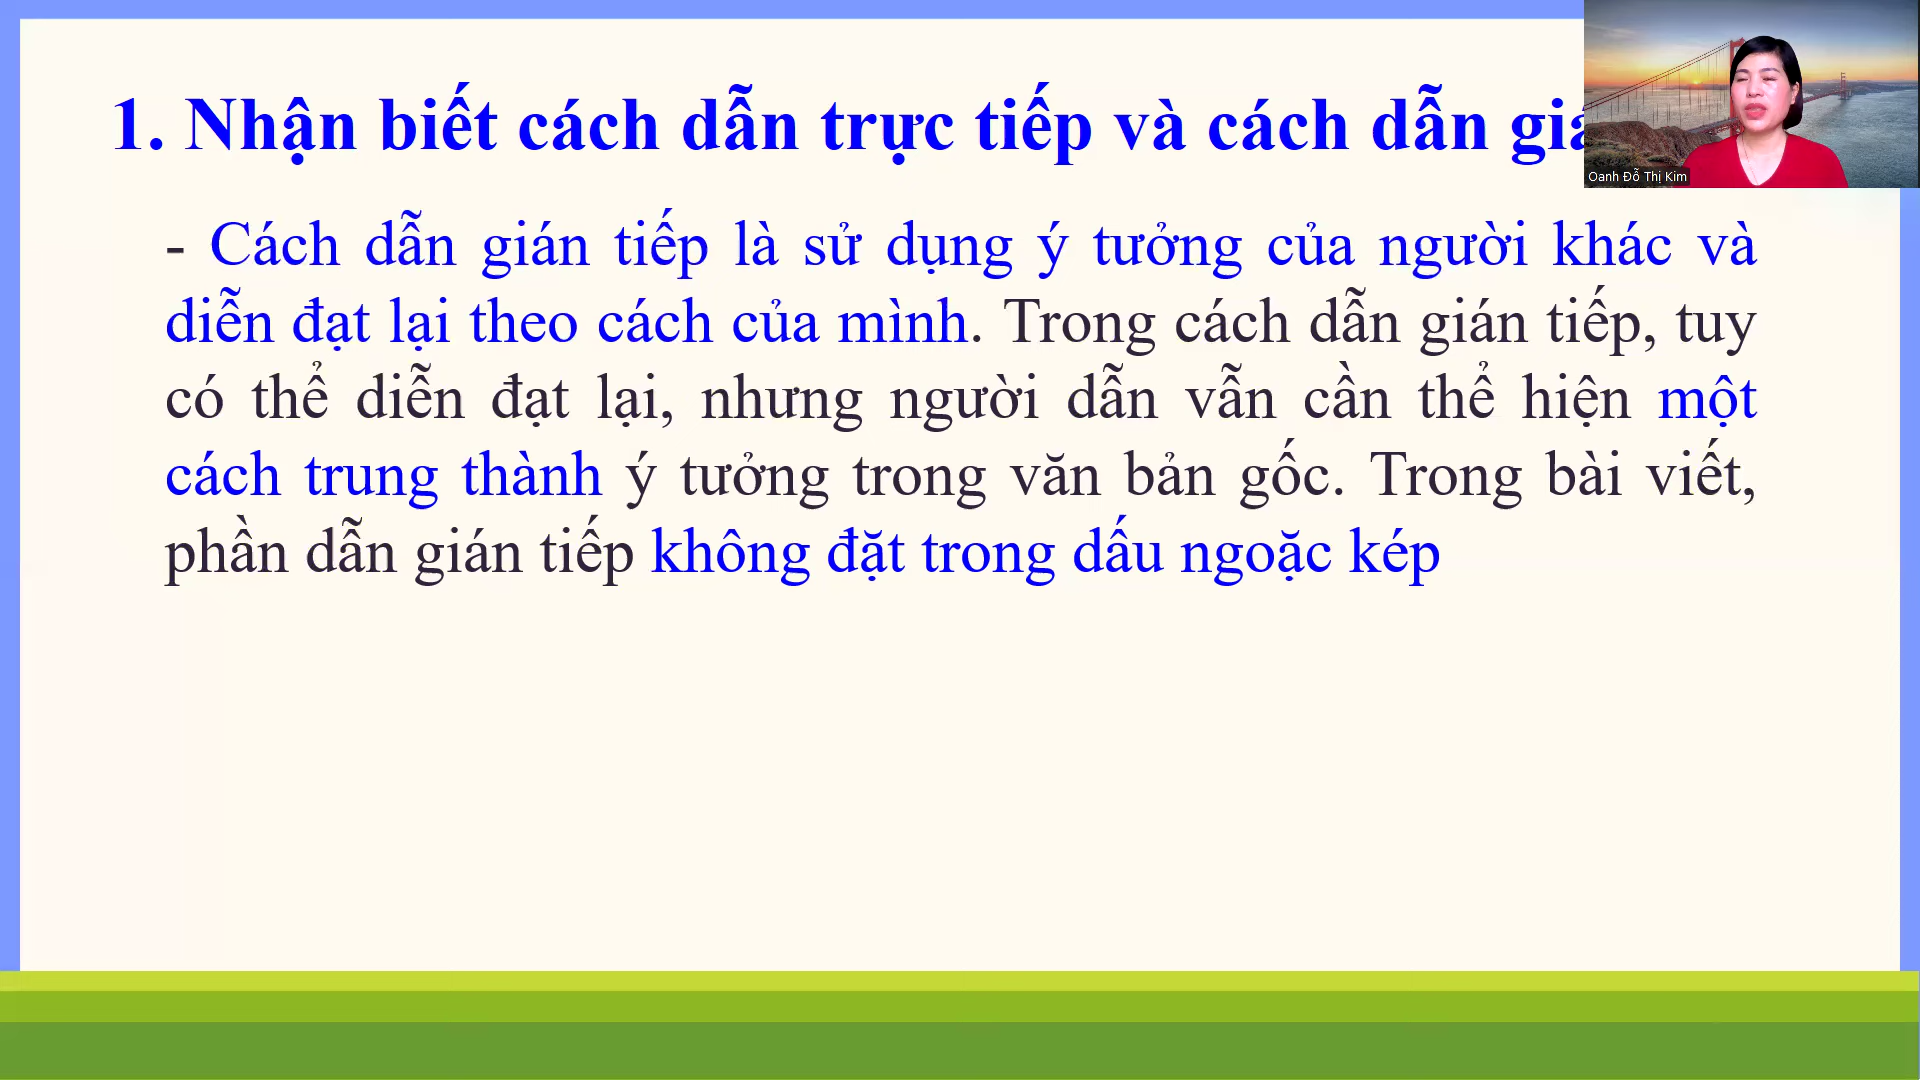 1. Nhận biết cách dẫn trực tiếp và cách dẫn
Oanh Đỗ Thị Kim
- Cách dẫn gián tiếp là sử dụng ý tưởng của người khác và
diễn đạt lại theo cách của mình. Trong cách dẫn gián tiếp, tuy
có thể diễn đạt lại, nhưng người dẫn vẫn cần thể hiện một
cách trung thành ý tưởng trong văn bản gốc. Trong bài viết,
phần dẫn gián tiếp không đặt trong dấu ngoặc kép